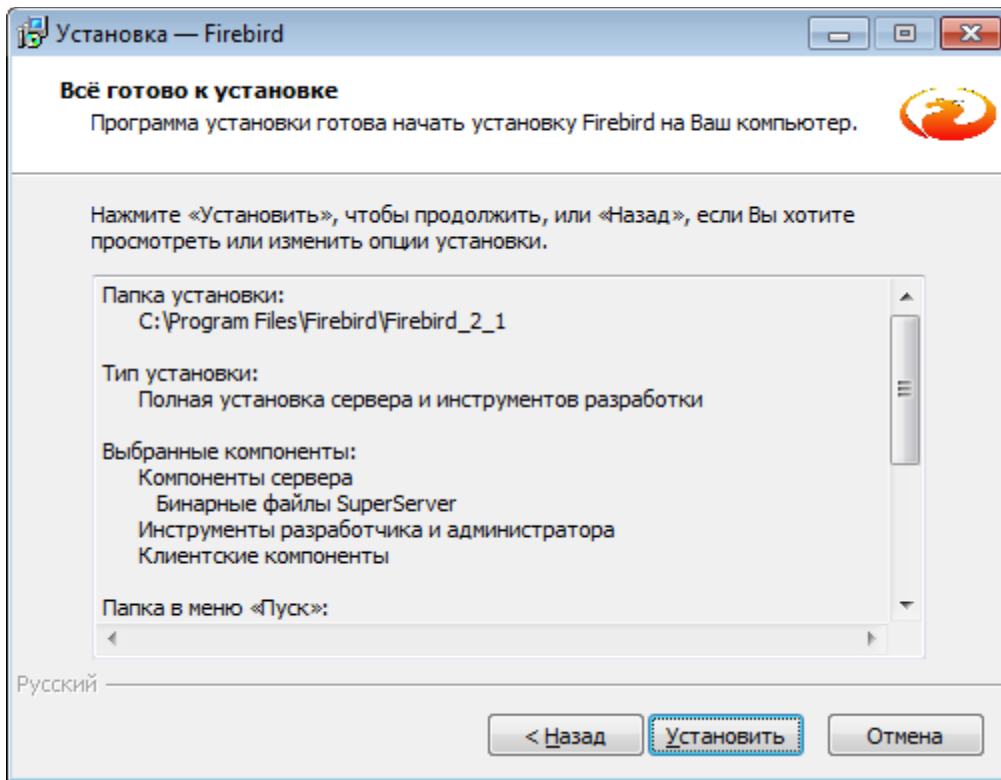 Установка — Firebird
Всё готово к установке
Программа установки готова начать установку Firebird на Ваш компьютер.
Нажмите «Установить», чтобы продолжить, или «Назад», если Вы хотите
просмотреть или изменить опции установки.
Папка установки:
C:\Program Files\Firebird\Firebird_2_1
Тип установки:
Полная установка сервера и инструментов разработки
Выбранные компоненты:
Компоненты сервера
Бинарные файлы SuperServer
Инструменты разработчика и администратора
Клиентские компоненты
Папка в меню «Пуск»:
Русский
< Назад
Установить
Отмена